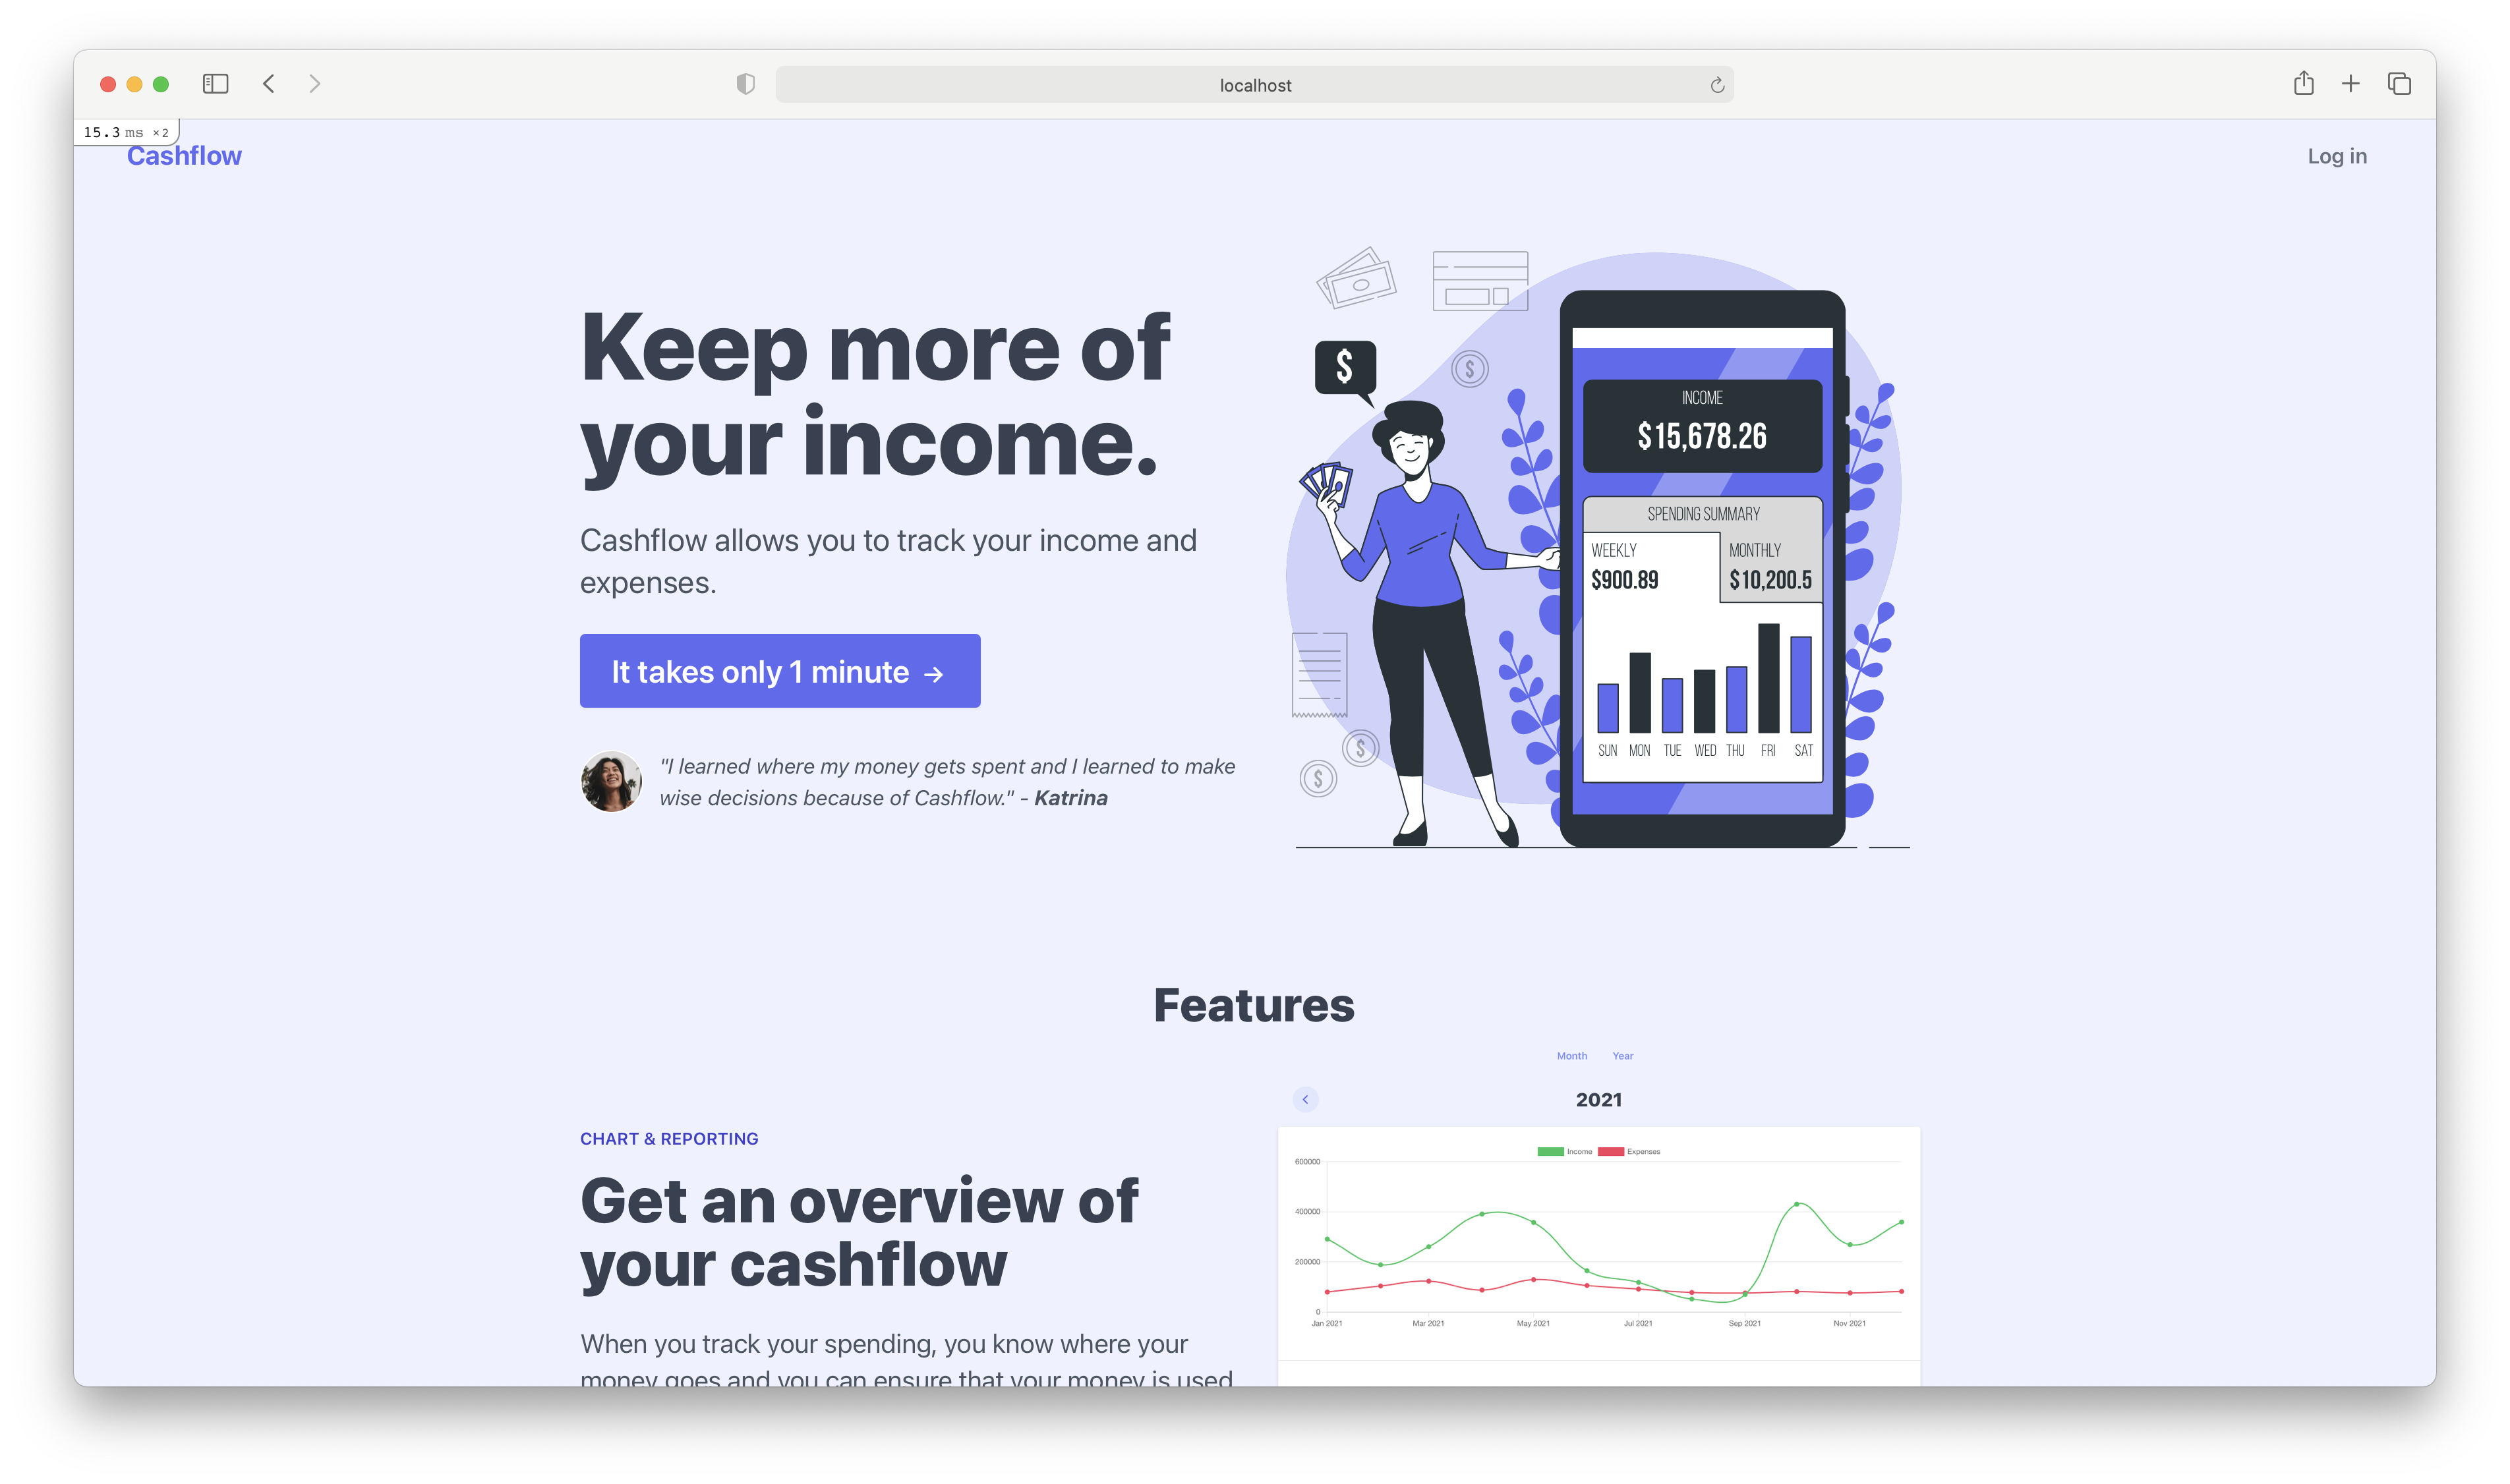 localhost
15.3 ms ×2
Cashflow
Log in
Keep more of
your income.
Cashflow allows you to track your income and
expenses.
It takes only 1 minute →
"I learned where my money gets spent and I learned to make
wise decisions because of Cashflow." - Katrina
$
$
INCOME
$15,678.26
SPENDING SUMMARY
WEEKLY
MONTHLY
$900.89
$10,200.5
SUN MON TUE WED THU FRI SAT
$
$
Features
Month Year
2021
CHART & REPORTING
Get an overview of
your cashflow
When you track your spending, you know where your
money goes and you can ensure that your money is used
Income Expenses
600000
400000
200000
0
Jan 2021 Mar 2021 May 2021 Jul 2021 Sep 2021 Nov 2021